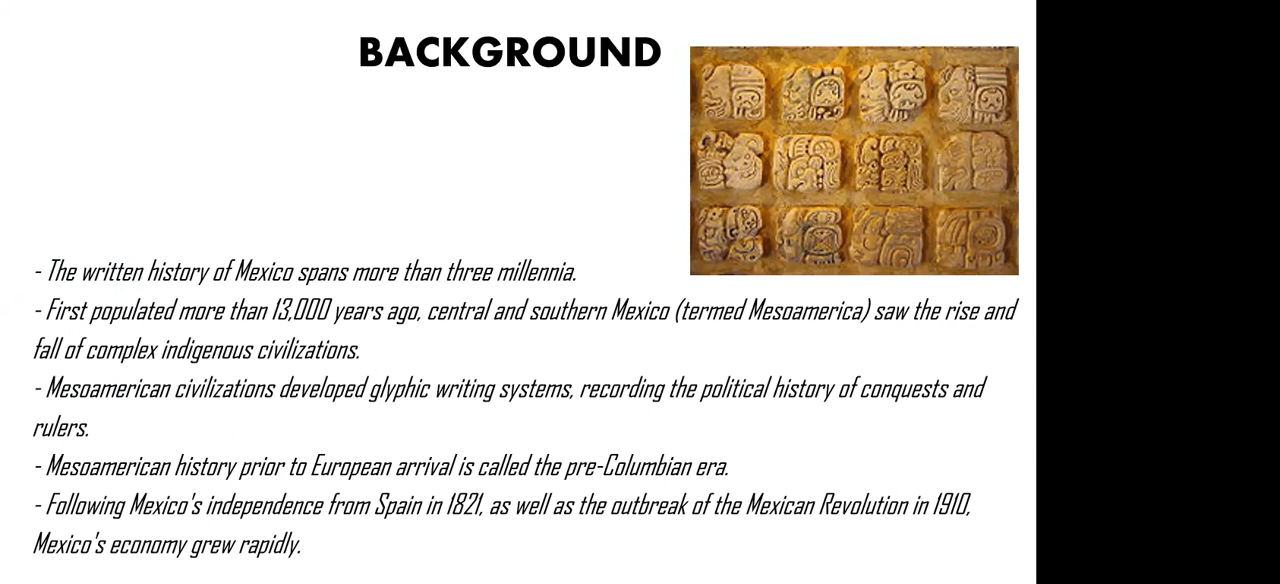 BACKGROUND
- The written history of Mexico spans more than three millennia.
- First populated more than 13,000 years ago, central and southern Mexico (termed Mesoamerica) saw the rise and
fall of complex indigenous civilizations.
- Mesoamerican civilizations developed glyphic writing systems, recording the political history of conquests and
rulers.
- Mesoamerican history prior to European arrival is called the pre-Columbian era.
- Following Mexico's independence from Spain in 1821, as well as the outbreak of the Mexican Revolution in 1910,
Mexico's economy grew rapidly.